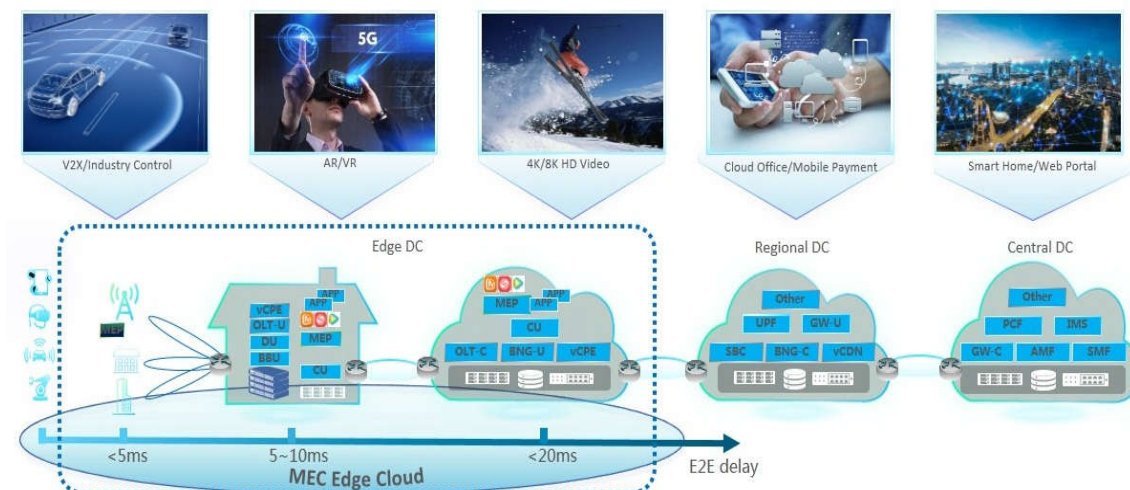 5G
V2X/Industry Control
AR/VR
4K/8K HD Video
Cloud Office/Mobile Payment
Smart Home/Web Portal
Edge DC
Regional DC
Central DC
MEP
vCPE
OLT-U
DU
BBU
APP
APP
MEP
CU
MEP
APP
APP
CU
OLT-C
BNG-U
vCPE
Other
UPF
GW-U
SBC
BNG-C
vCDN
Other
PCF
IMS
GW-C
AMF
SMF
<5ms
5~10ms
<20ms
E2E delay
MEC Edge Cloud